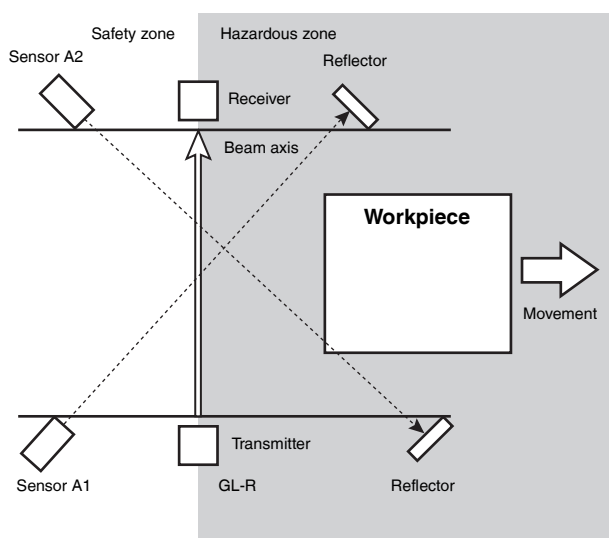 Safety zone
Hazardous zone
Sensor A2
Reflector
Receiver
Beam axis
Workpiece
Movement
Transmitter
Sensor A1
GL-R
Reflector